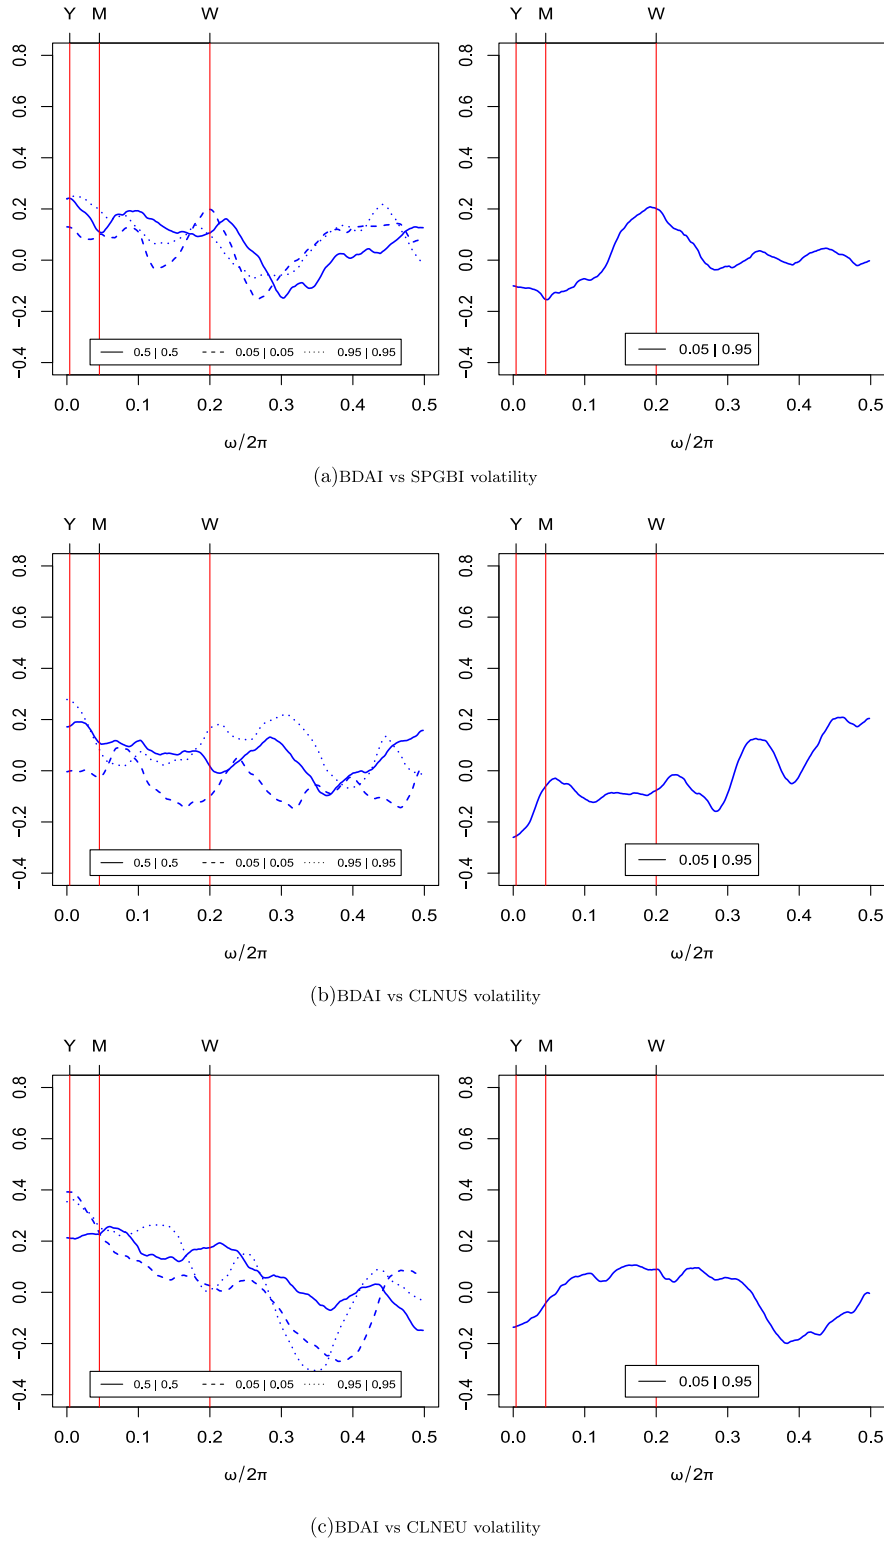 Y M W
Y M W
−0.4 −0.2 0.0 0.2 0.4 0.6 0.8
−0.4 −0.2 0.0 0.2 0.4 0.6 0.8
0.5 | 0.5 0.05 | 0.05 0.95 | 0.95
0.05 | 0.95
0.0 0.1 0.2 0.3 0.4 0.5
0.0 0.1 0.2 0.3 0.4 0.5
ω/2π
ω/2π
(a)BDAI vs SPGBI volatility
Y M W
Y M W
−0.4 −0.2 0.0 0.2 0.4 0.6 0.8
−0.4 −0.2 0.0 0.2 0.4 0.6 0.8
0.5 | 0.5 0.05 | 0.05 0.95 | 0.95
0.05 | 0.95
0.0 0.1 0.2 0.3 0.4 0.5
0.0 0.1 0.2 0.3 0.4 0.5
ω/2π
ω/2π
(b)BDAI vs CLNUS volatility
Y M W
Y M W
−0.4 −0.2 0.0 0.2 0.4 0.6 0.8
−0.4 −0.2 0.0 0.2 0.4 0.6 0.8
0.5 | 0.5 0.05 | 0.05 0.95 | 0.95
0.05 | 0.95
0.0 0.1 0.2 0.3 0.4 0.5
0.0 0.1 0.2 0.3 0.4 0.5
ω/2π
ω/2π
(c)BDAI vs CLNEU volatility